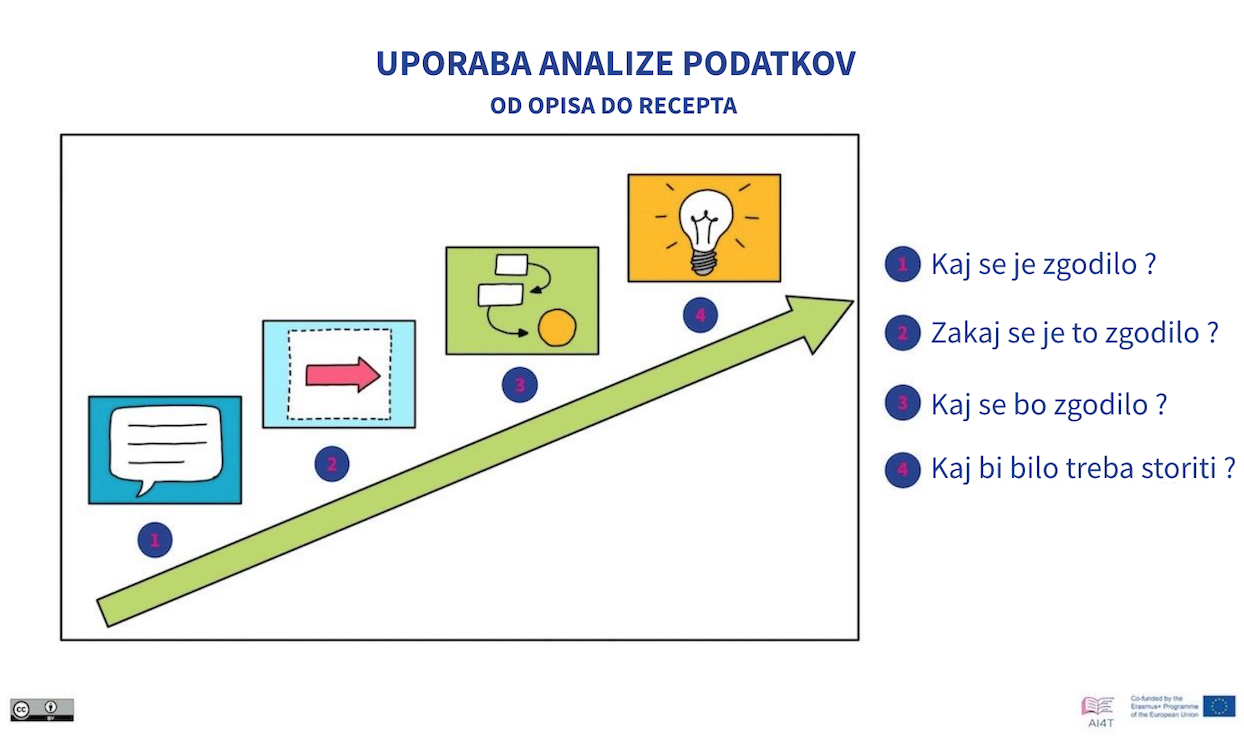 UPORABA ANALIZE PODATKOV
OD OPISA DO RECEPTA
1
2
3
4
1 Kaj se je zgodilo ?
2 Zakaj se je to zgodilo ?
3 Kaj se bo zgodilo ?
4 Kaj bi bilo treba storiti ?
cc
BY
AI4T
Co-funded by the
Erasmus+ Programme
of the European Union